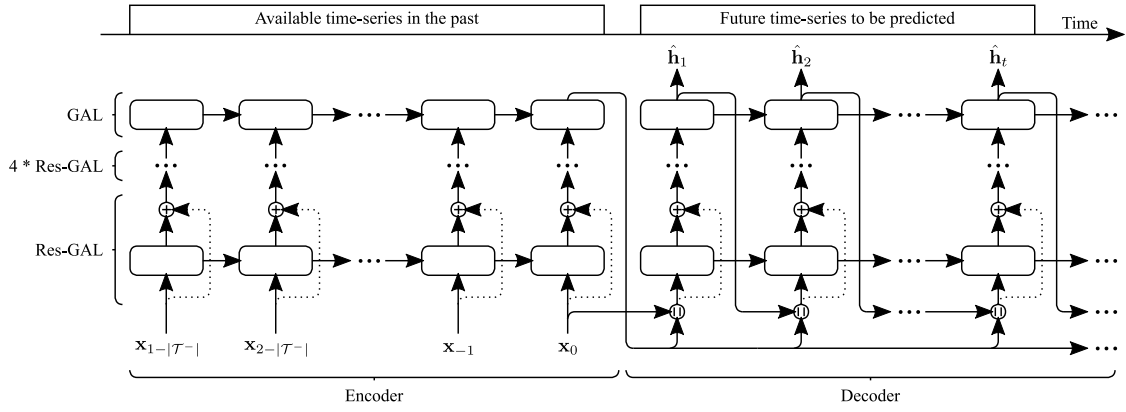 Available time-series in the past
Future time-series to be predicted
Time
ĥ₁ ĥ₂ ĥₜ
GAL
4 * Res-GAL
Res-GAL
x₁₋|𝒯⁻| x₂₋|𝒯⁻| x₋₁ x₀
Encoder
Decoder